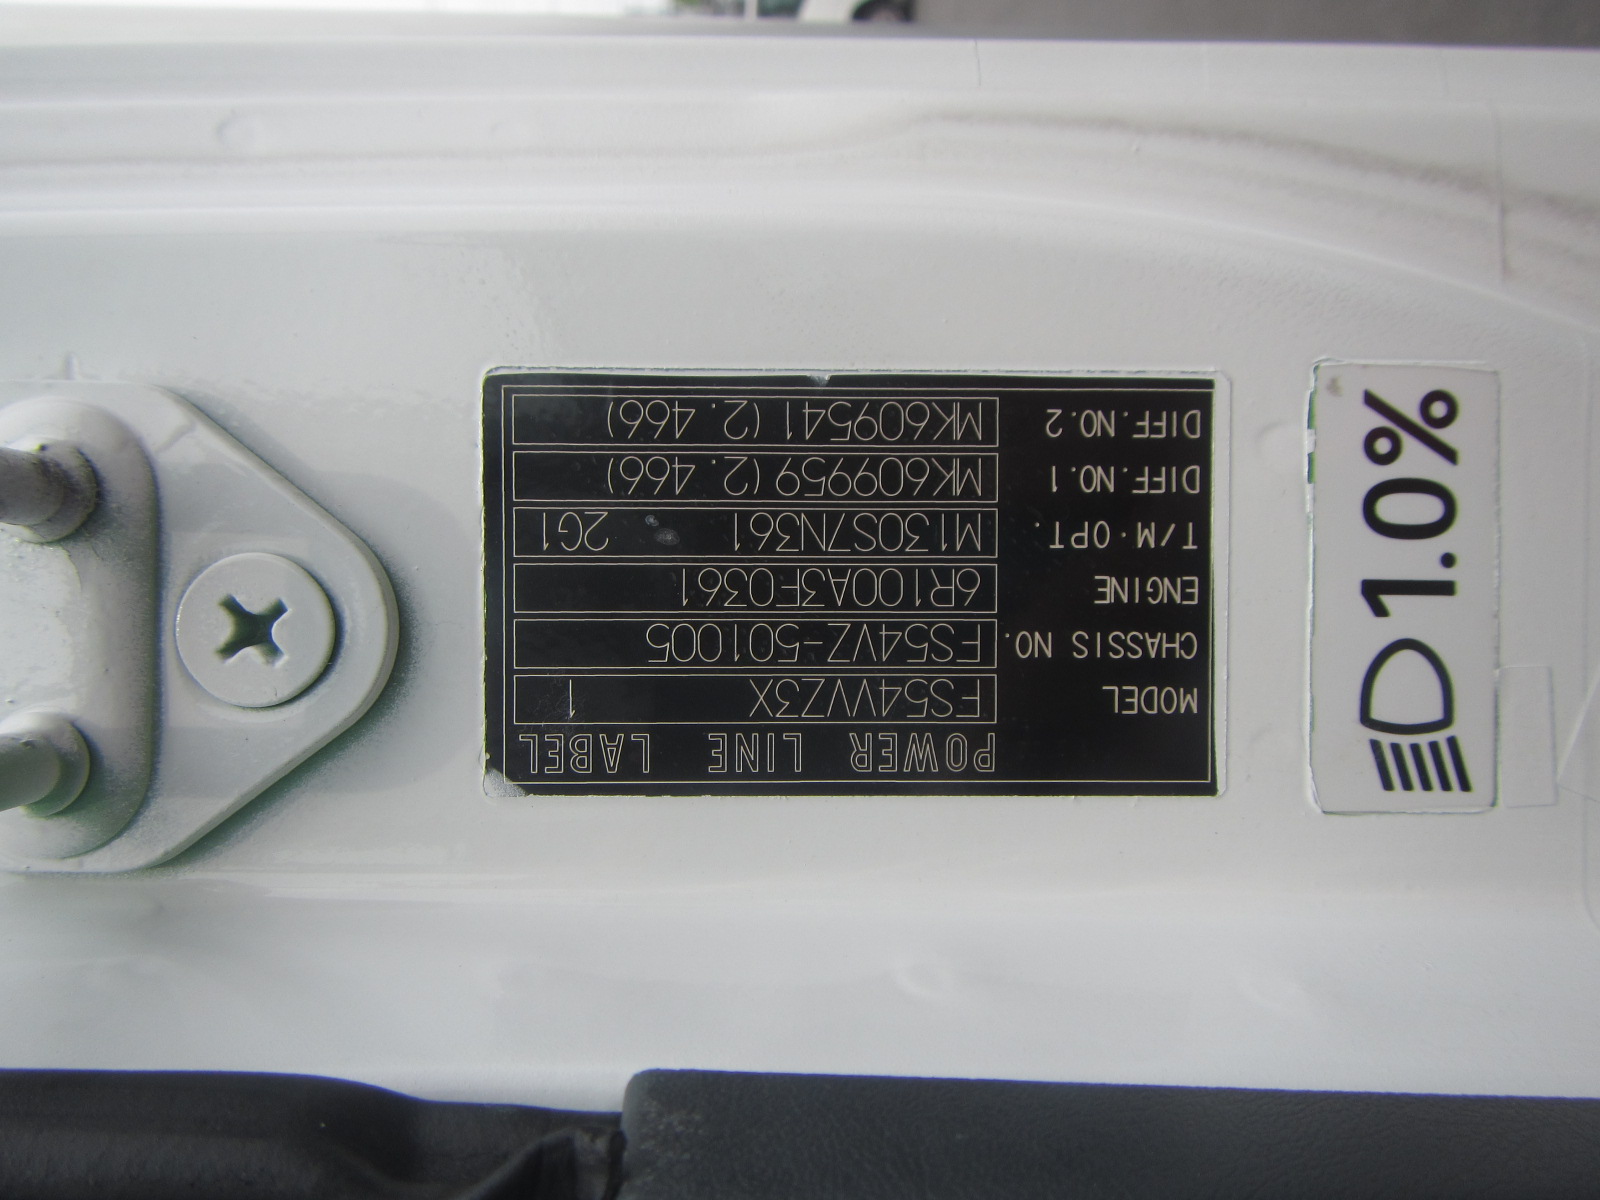 POWER LINE LABEL
MODEL FS54VVZ3X 1
CHASSIS NO. FS54VZ-501005
ENGINE 6R100A3F0361
T/M·OPT. M130S7N361 2G1
DIFF.NO.1 MK609959 (2.466)
DIFF.NO.2 MK609541 (2.466)
1.0%